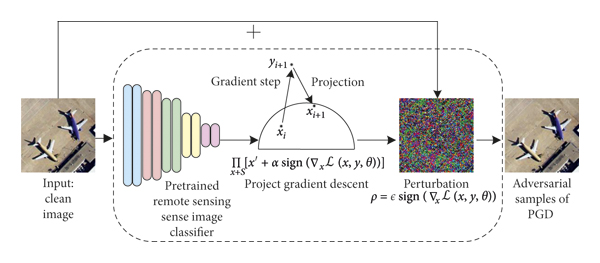 +
y_{i+1}
Gradient step
Projection
x_{i+1}
x_i
∏_{x+S}[x′ + α sign (∇_x ℒ (x, y, θ))]
Project gradient descent
Input:
clean
image
Pretrained
remote sensing
sense image
classifier
Perturbation
ρ = ϵ sign (∇_x ℒ (x, y, θ))
Adversarial
samples of
PGD